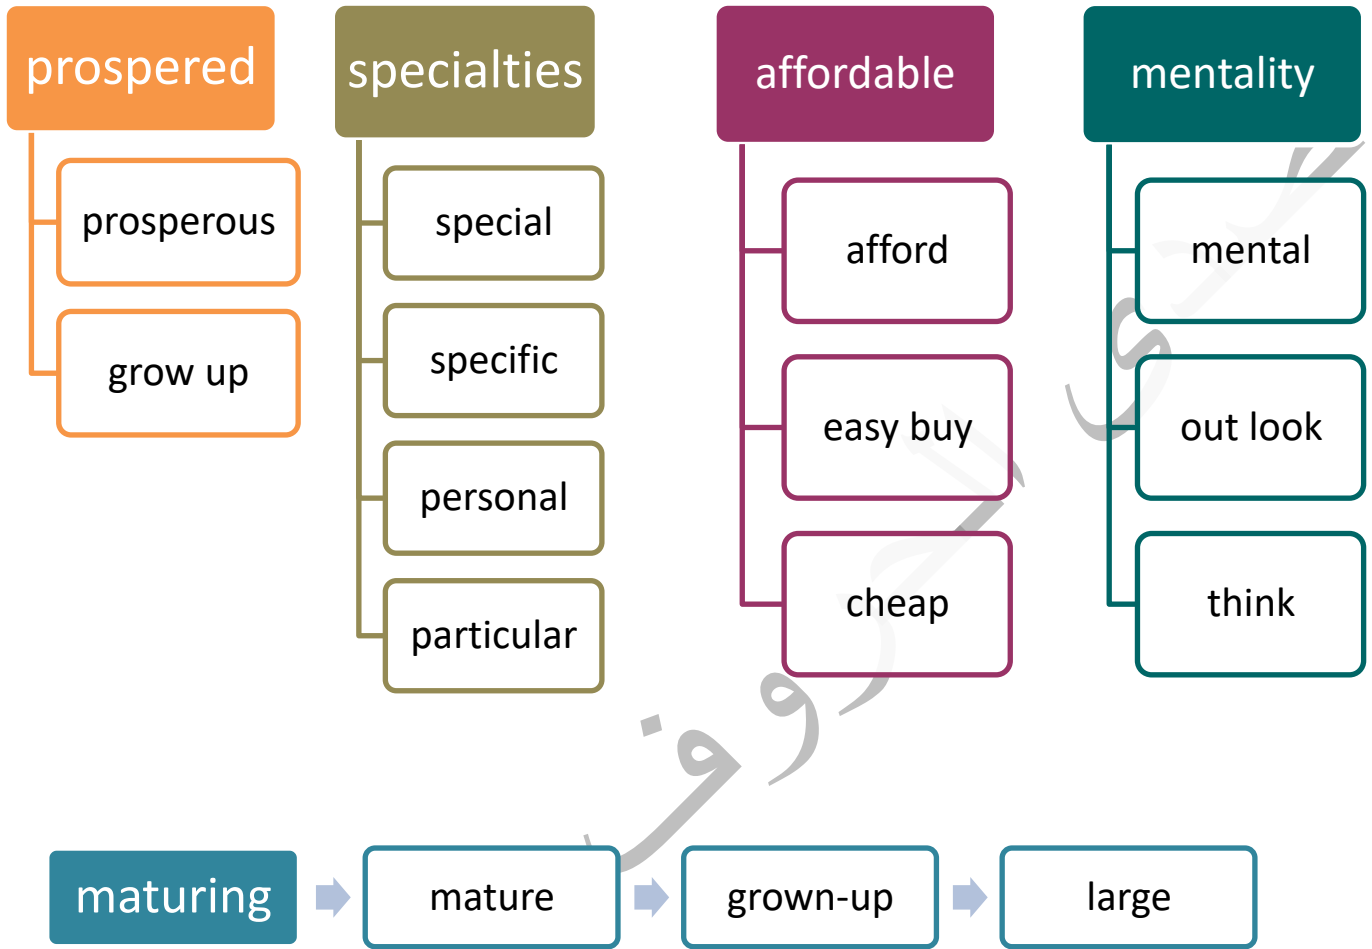 prospered
prosperous
grow up
specialties
special
specific
personal
particular
affordable
afford
easy buy
cheap
mentality
mental
out look
think
maturing
mature
grown-up
large